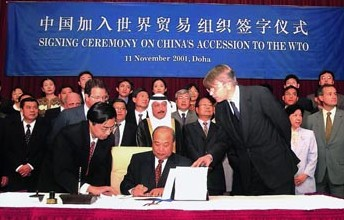 中国加入世界贸易组织签字仪式
SIGNING CEREMONY ON CHINA'S ACCESSION TO THE WTO
11 November 2001, Doha